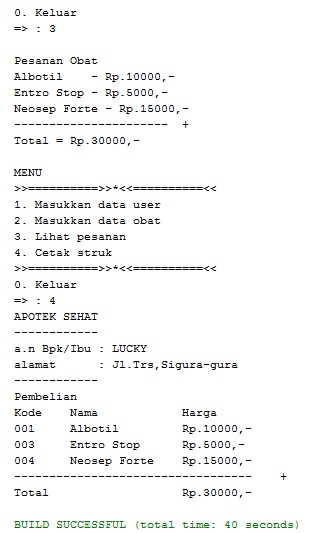 0. Keluar
=> : 3
Pesanan Obat
Albotil    - Rp.10000,-
Entro Stop - Rp.5000,-
Neosep Forte - Rp.15000,-
----------------------  +
Total = Rp.30000,-
MENU
>>==========>>*<<==========<<
1. Masukkan data user
2. Masukkan data obat
3. Lihat pesanan
4. Cetak struk
>>==========>>*<<==========<<
0. Keluar
=> : 4
APOTEK SEHAT
------------
a.n Bpk/Ibu : LUCKY
alamat      : Jl.Trs,Sigura-gura
------------
Pembelian
Kode    Nama            Harga
001     Albotil         Rp.10000,-
003     Entro Stop      Rp.5000,-
004     Neosep Forte    Rp.15000,-
----------------------------------    +
Total                   Rp.30000,-
BUILD SUCCESSFUL (total time: 40 seconds)